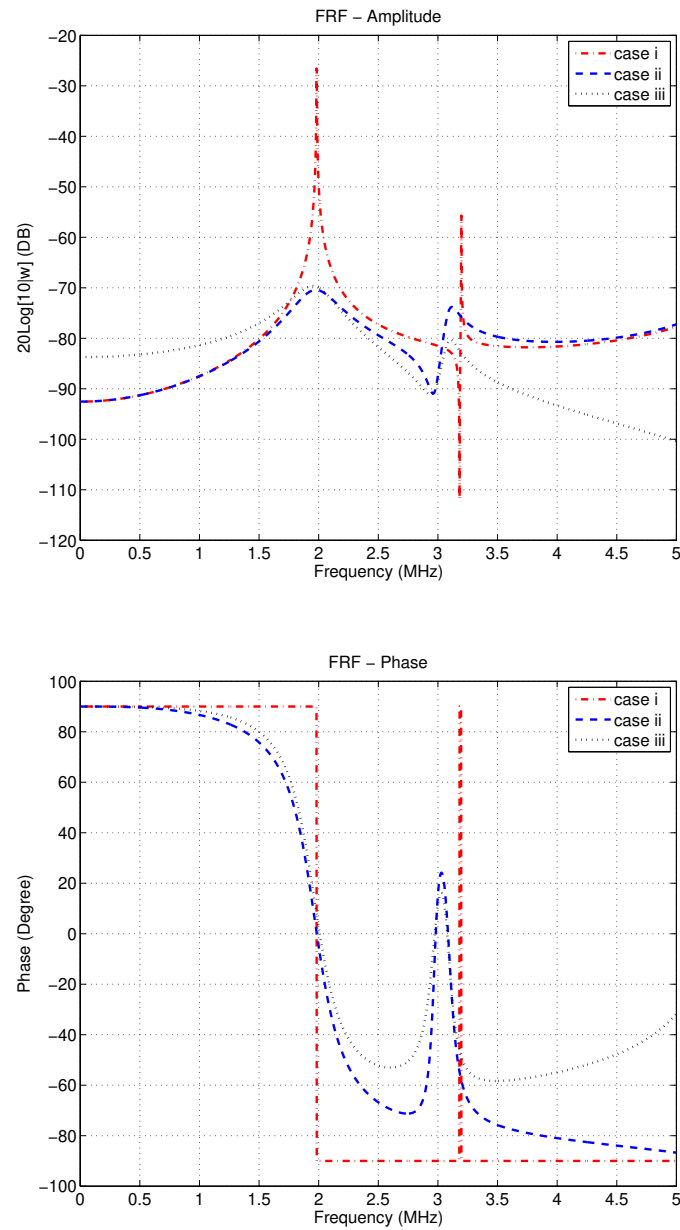 FRF − Amplitude
−20
−30
−40
−50
−60
−70
−80
−90
−100
−110
−120
20Log[10|w] (DB)
case i
case ii
case iii
0 0.5 1 1.5 2 2.5 3 3.5 4 4.5 5
Frequency (MHz)
FRF − Phase
100
80
60
40
20
0
−20
−40
−60
−80
−100
Phase (Degree)
case i
case ii
case iii
0 0.5 1 1.5 2 2.5 3 3.5 4 4.5 5
Frequency (MHz)